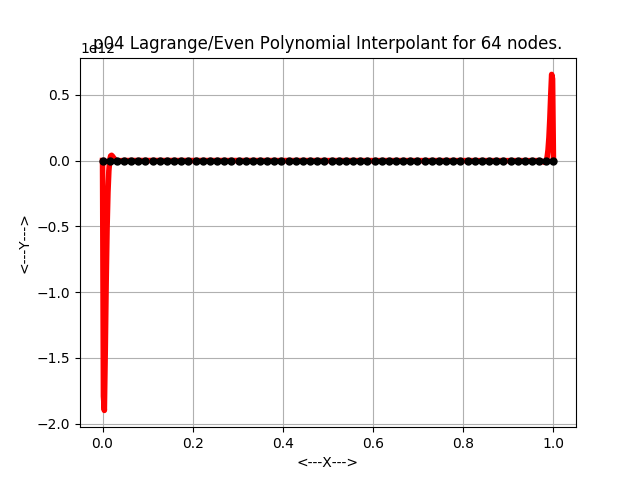 p04 Lagrange/Even Polynomial Interpolant for 64 nodes.
1e12
0.5
0.0
−0.5
−1.0
−1.5
−2.0
<---Y--->
0.0 0.2 0.4 0.6 0.8 1.0
<---X--->